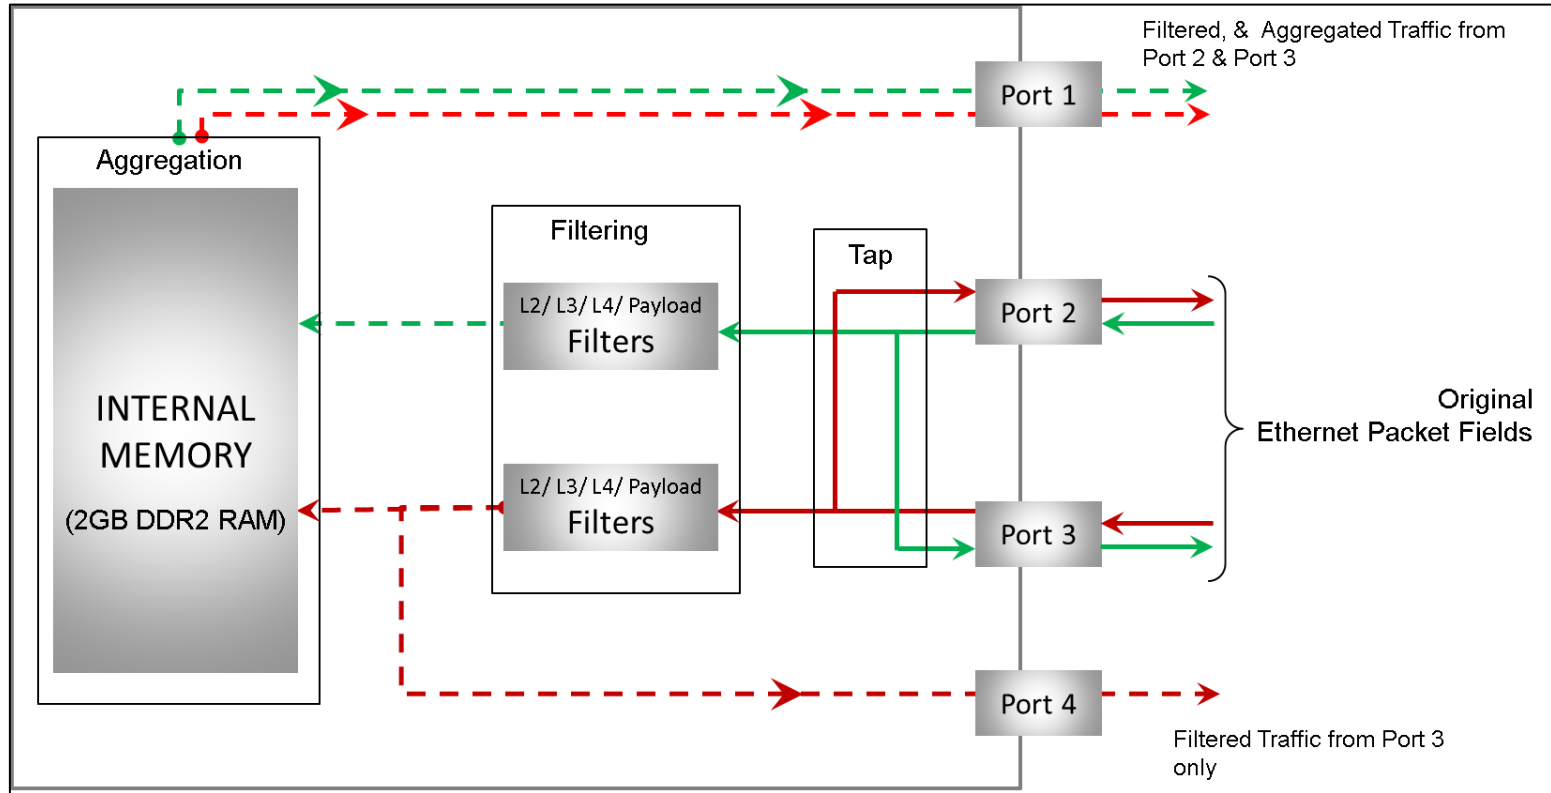 Filtered, & Aggregated Traffic from
Port 2 & Port 3
Port 1
Aggregation
INTERNAL
MEMORY
(2GB DDR2 RAM)
Filtering
L2/ L3/ L4/ Payload
Filters
L2/ L3/ L4/ Payload
Filters
Tap
Port 2
Port 3
Original
Ethernet Packet Fields
Port 4
Filtered Traffic from Port 3
only